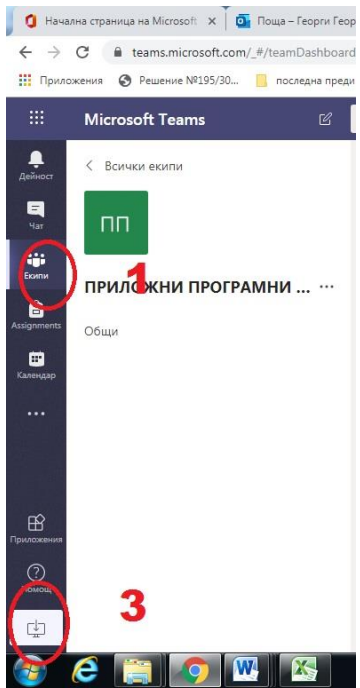 Начална страница на Microsoft
Поща – Георги Геор
teams.microsoft.com/_#/teamDashboard
Приложения
Решение №195/30...
последна преди
Microsoft Teams
Дейност
Всички екипи
Чат
ПП
Екипи
1
ПРИЛОЖНИ ПРОГРАМНИ ...
Assignments
Общи
Календар
Приложения
Помощ
3